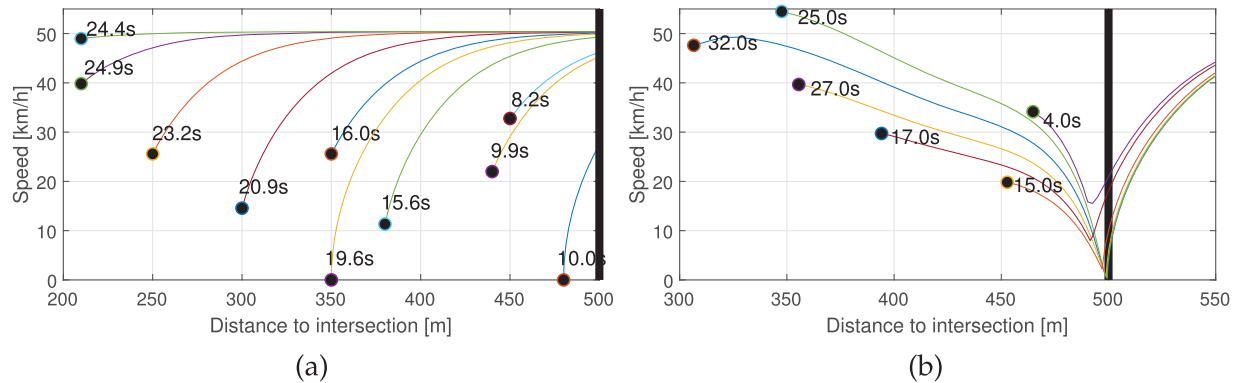 50
40
30
20
10
0
Speed [km/h]
24.4s
24.9s
23.2s
20.9s
16.0s
19.6s
15.6s
8.2s
9.9s
10.0s
200 250 300 350 400 450 500
Distance to intersection [m]
(a)
50
40
30
20
10
0
Speed [km/h]
25.0s
32.0s
27.0s
17.0s
4.0s
15.0s
300 350 400 450 500 550
Distance to intersection [m]
(b)